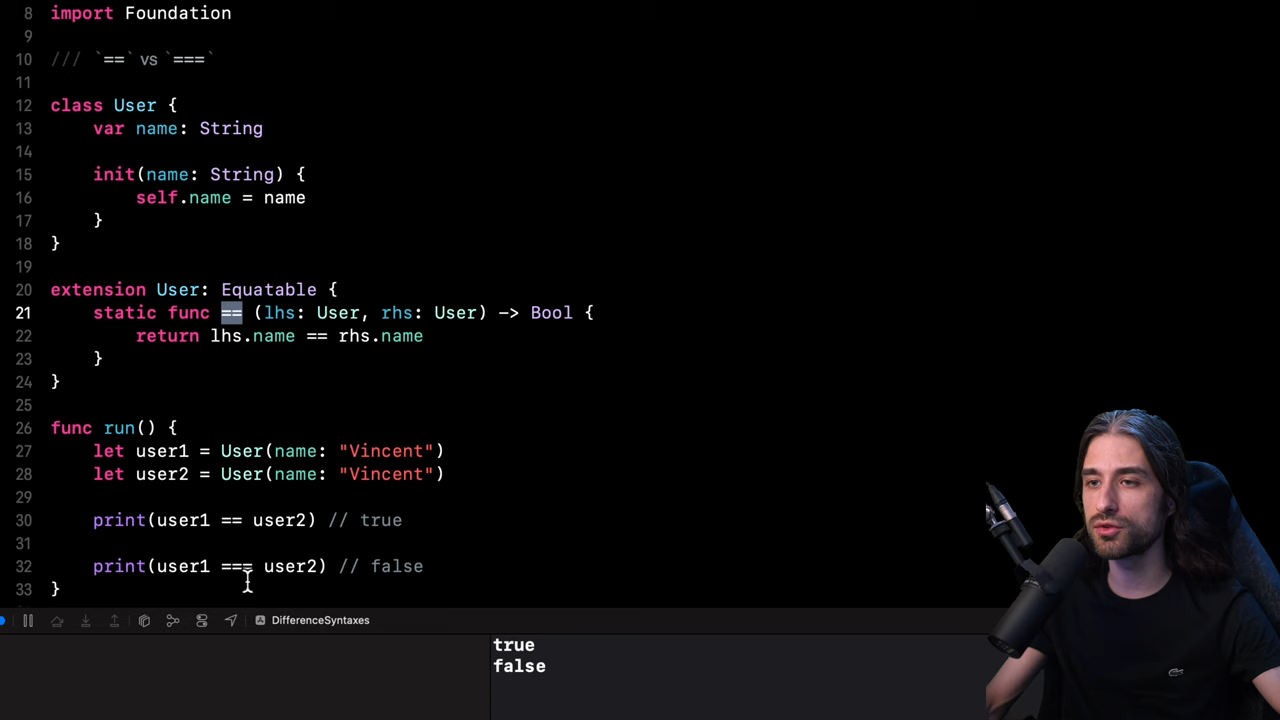 8 import Foundation
9
10 /// `==` vs `===`
11
12 class User {
13 var name: String
14
15 init(name: String) {
16 self.name = name
17 }
18 }
19
20 extension User: Equatable {
21 static func == (lhs: User, rhs: User) -> Bool {
22 return lhs.name == rhs.name
23 }
24 }
25
26 func run() {
27 let user1 = User(name: "Vincent")
28 let user2 = User(name: "Vincent")
29
30 print(user1 == user2) // true
31
32 print(user1 === user2) // false
33 }
DifferenceSyntaxes
true
false